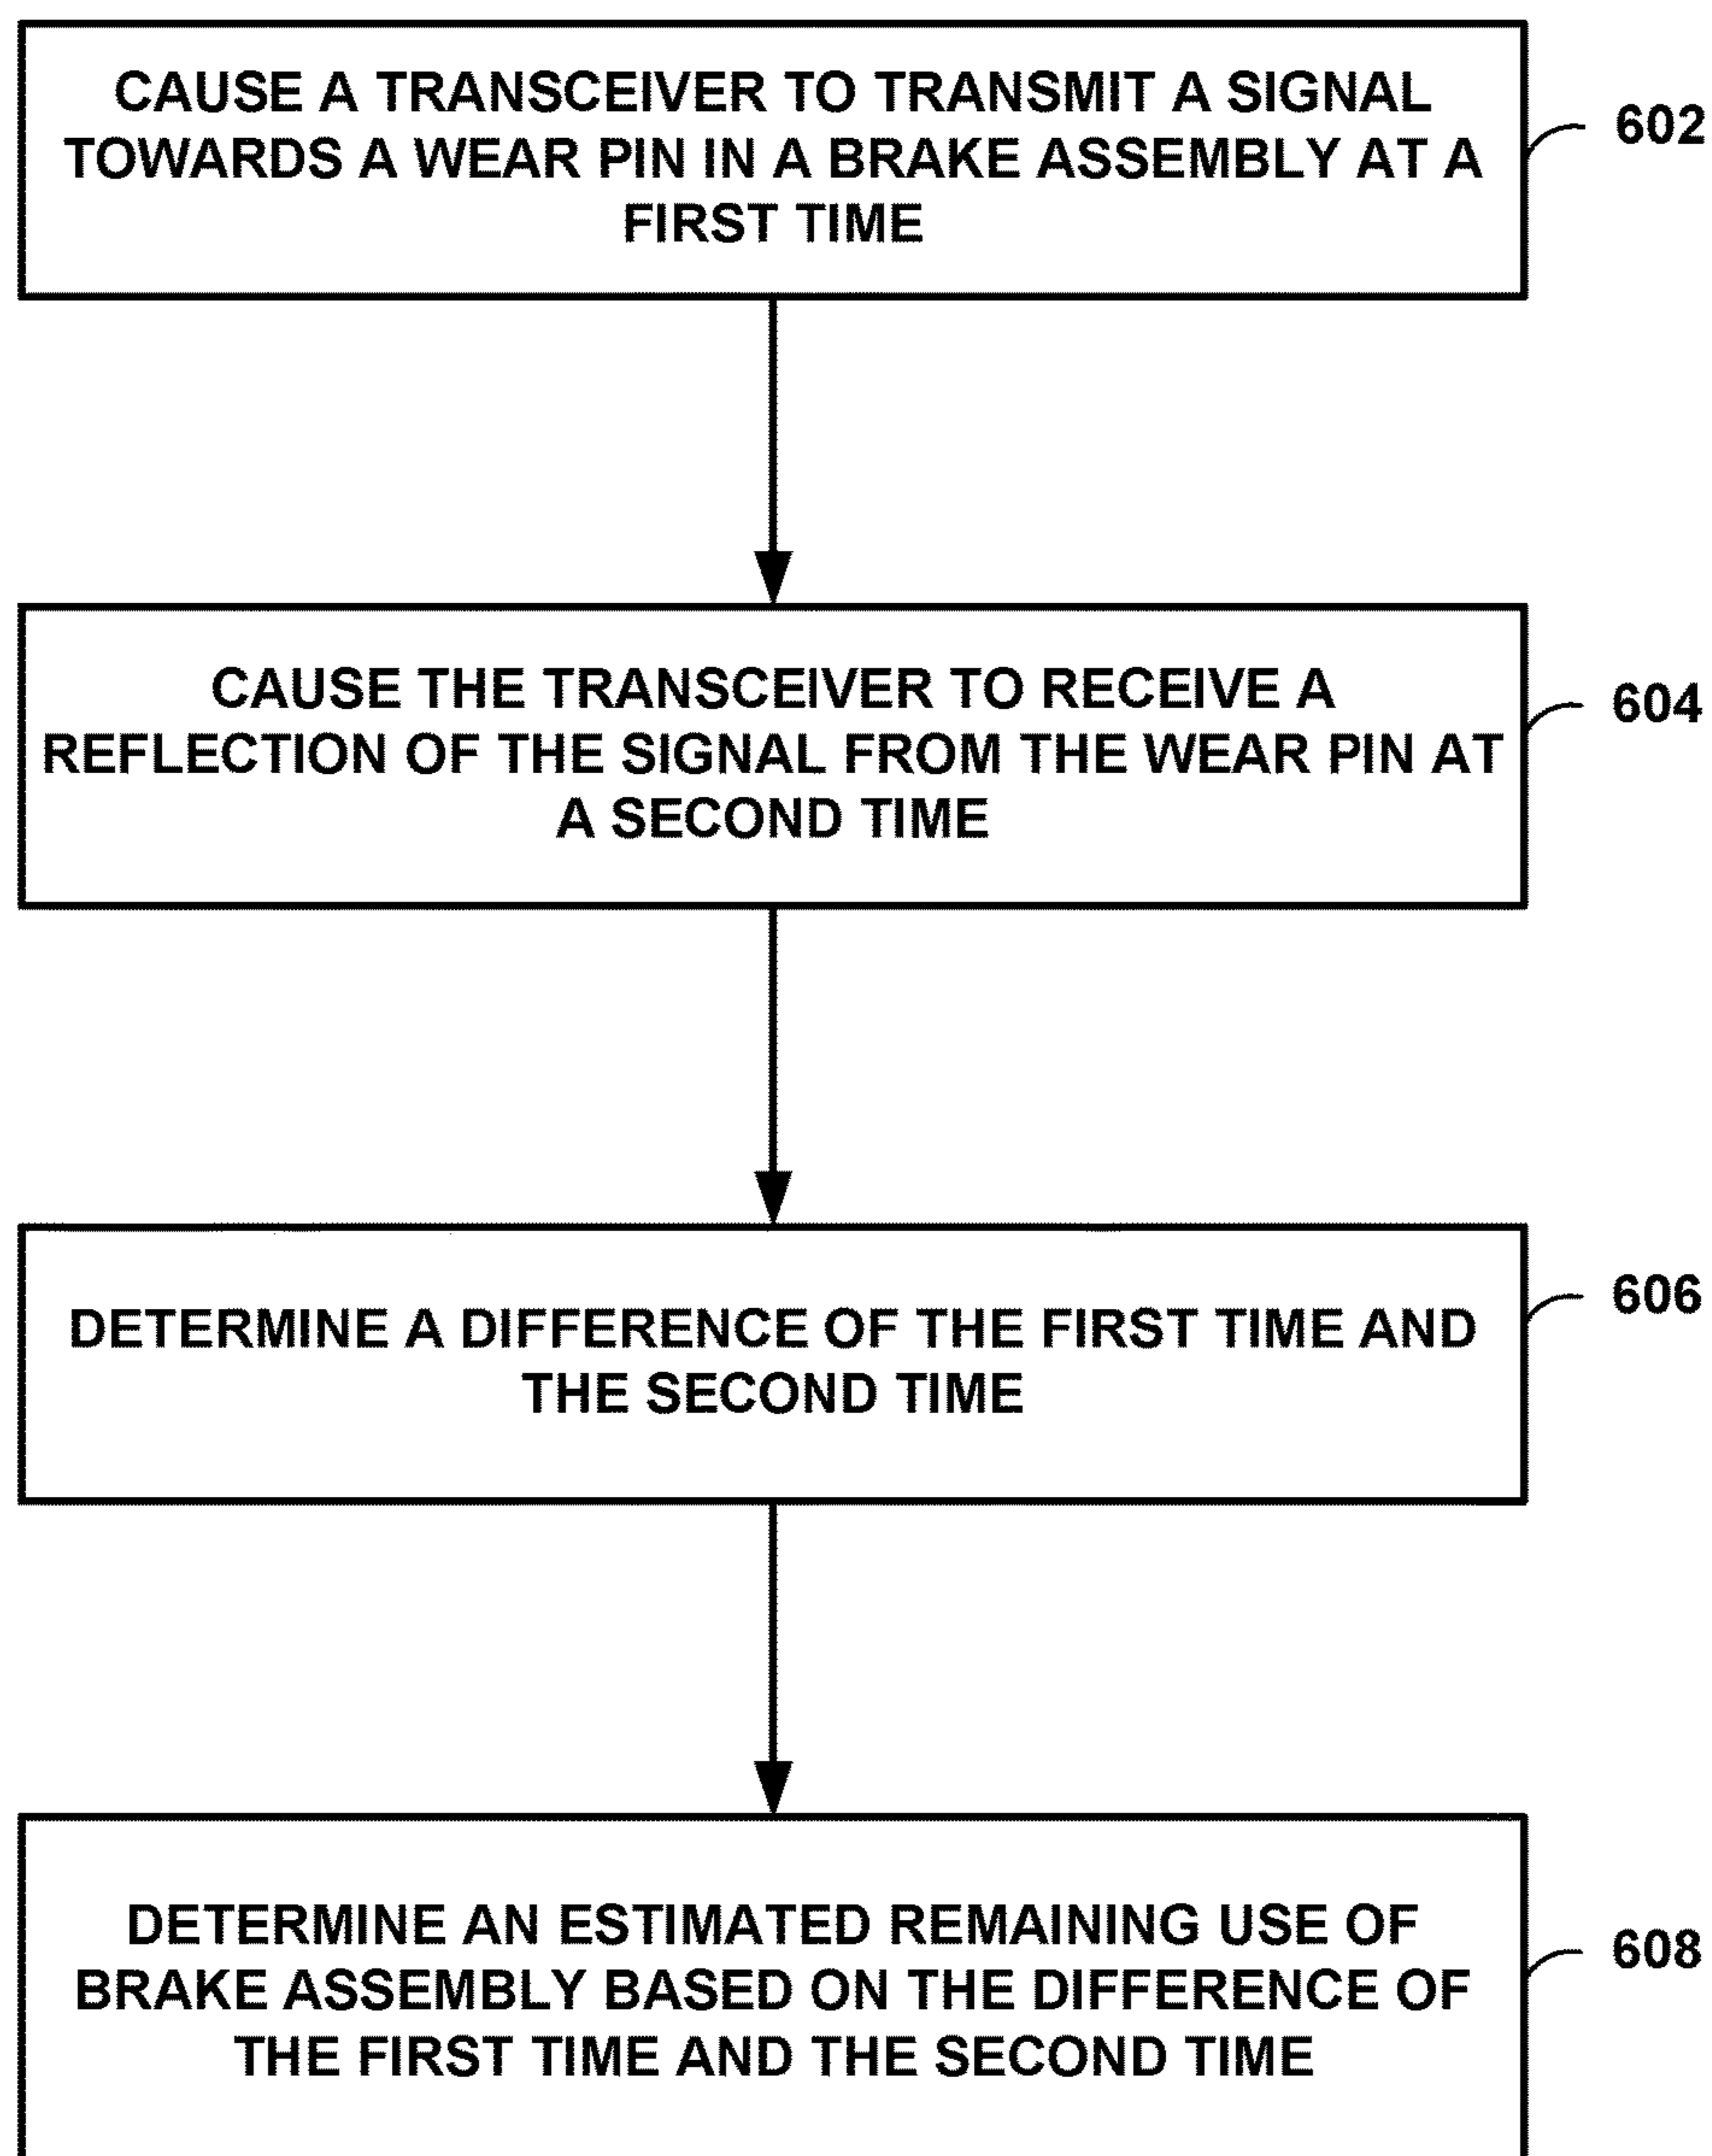 CAUSE A TRANSCEIVER TO TRANSMIT A SIGNAL
TOWARDS A WEAR PIN IN A BRAKE ASSEMBLY AT A
FIRST TIME
602
CAUSE THE TRANSCEIVER TO RECEIVE A
REFLECTION OF THE SIGNAL FROM THE WEAR PIN AT
A SECOND TIME
604
DETERMINE A DIFFERENCE OF THE FIRST TIME AND
THE SECOND TIME
606
DETERMINE AN ESTIMATED REMAINING USE OF
BRAKE ASSEMBLY BASED ON THE DIFFERENCE OF
THE FIRST TIME AND THE SECOND TIME
608